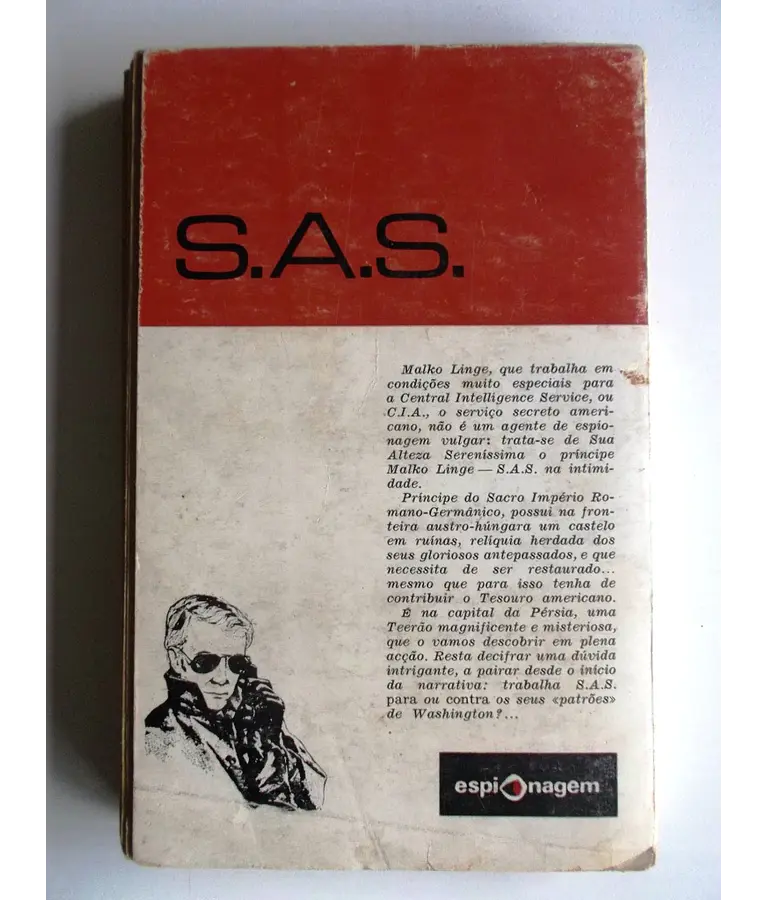 S.A.S.
Malko Linge, que trabalha em
condições muito especiais para
a Central Intelligence Service, ou
C.I.A., o serviço secreto ameri-
cano, não é um agente de espio-
nagem vulgar: trata-se de Sua
Alteza Sereníssima o príncipe
Malko Linge — S.A.S. na intimi-
dade.
Príncipe do Sacro Império Ro-
mano-Germânico, possui na fron-
teira austro-húngara um castelo
em ruínas, relíquia herdada dos
seus gloriosos antepassados, e que
necessita de ser restaurado...
mesmo que para isso tenha de
contribuir o Tesouro americano.
É na capital da Pérsia, uma
Teerão magnificente e misteriosa,
que o vamos descobrir em plena
acção. Resta decifrar uma dúvida
intrigante, a pairar desde o início
da narrativa: trabalha S.A.S.
para ou contra os seus «patrões»
de Washington?...
espionagem